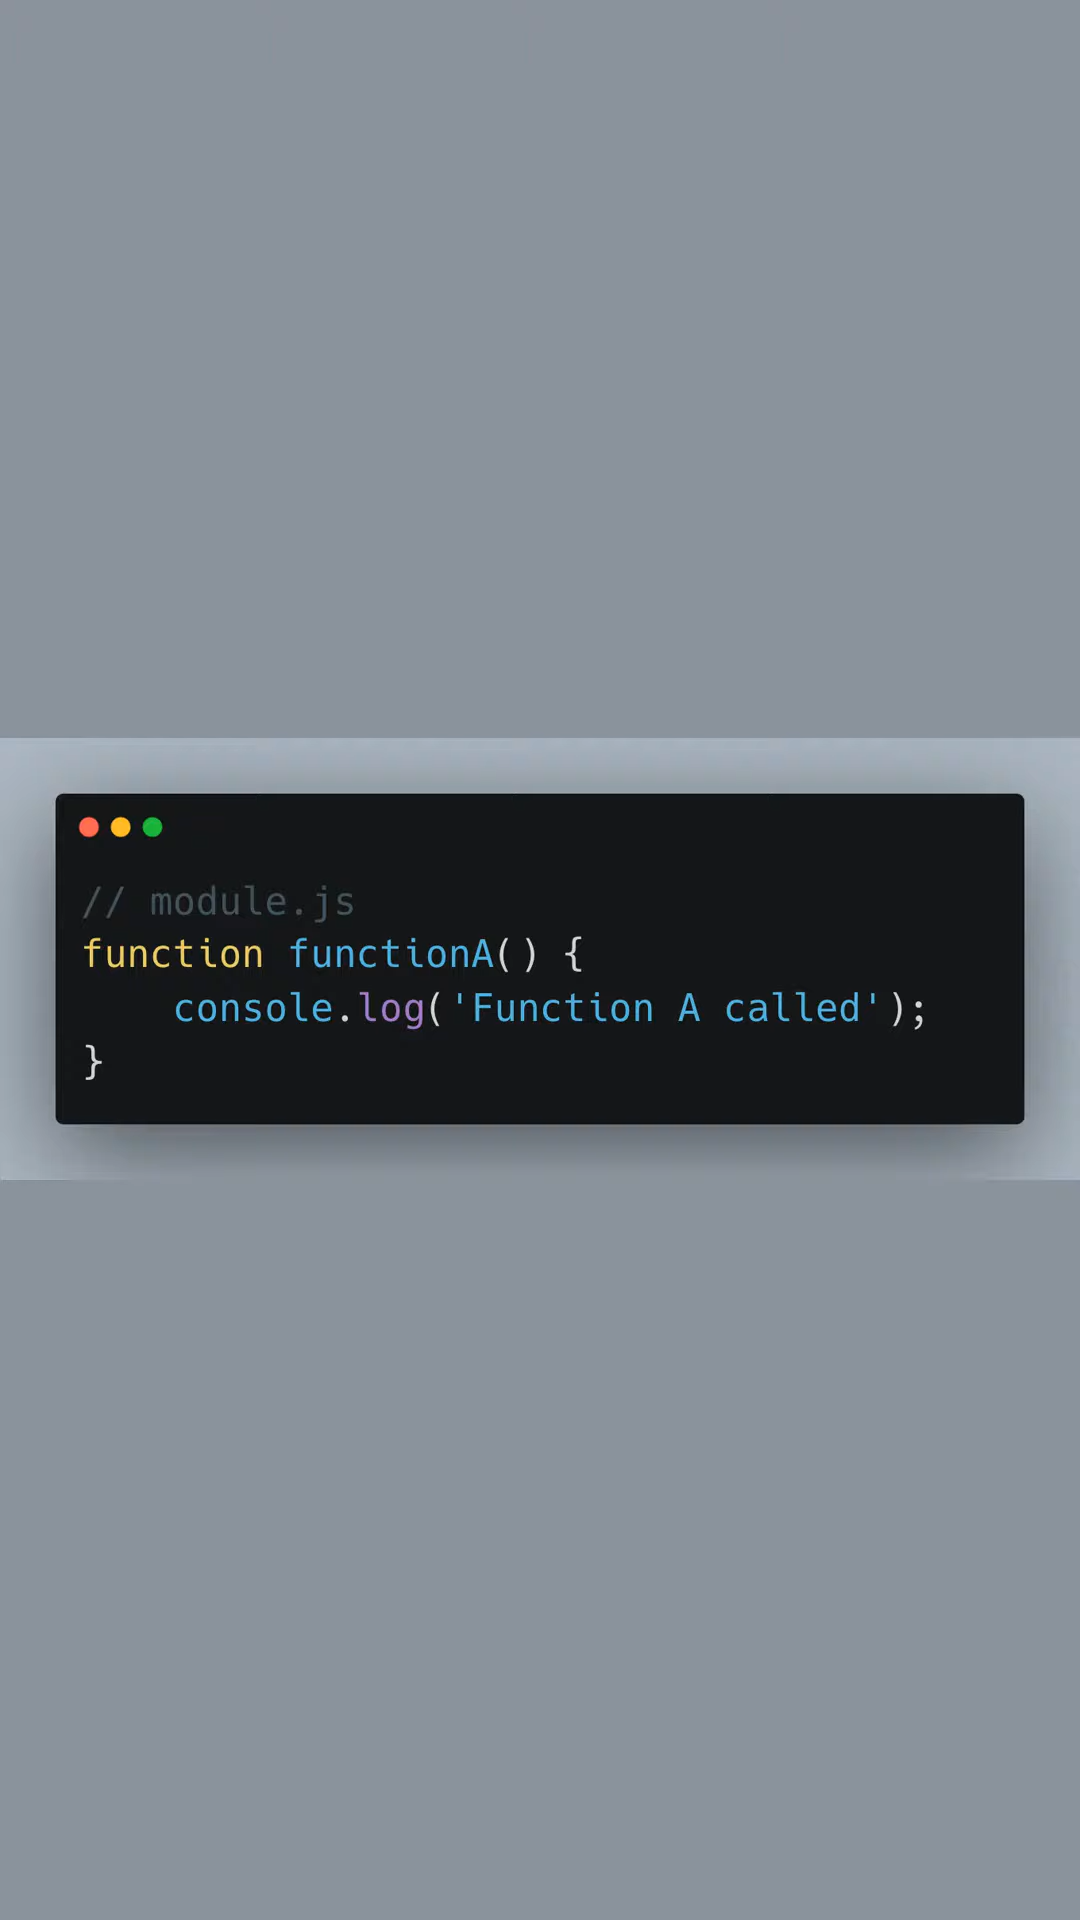 // module.js
function functionA() {
    console.log('Function A called');
}